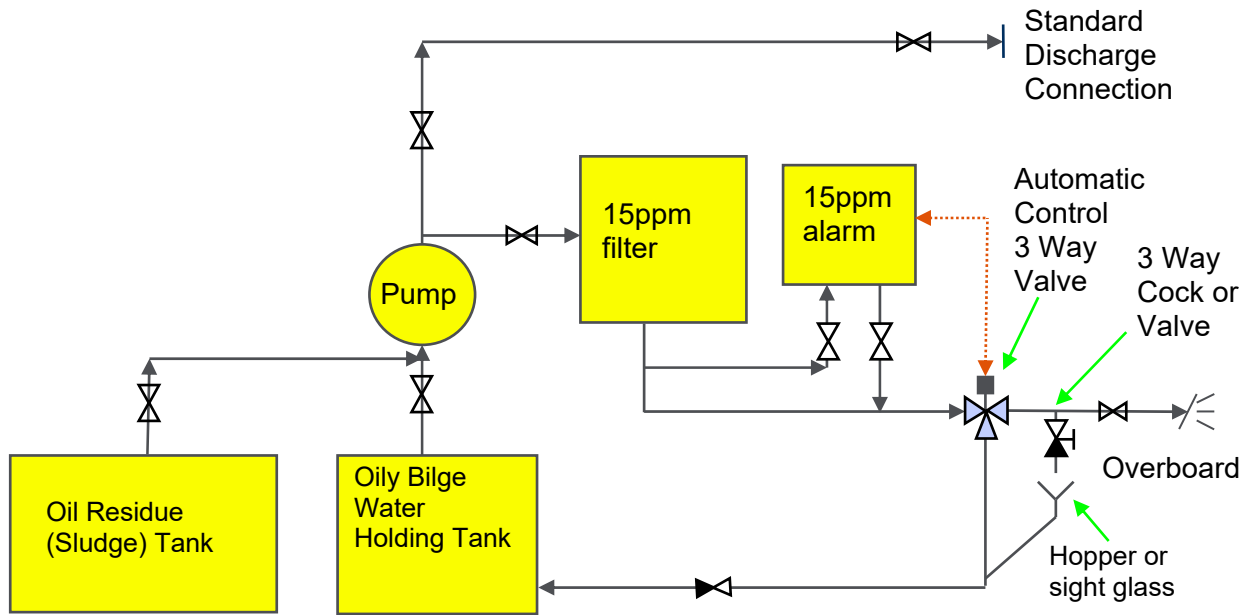 Standard
Discharge
Connection
15ppm
filter
15ppm
alarm
Automatic
Control
3 Way
Valve
3 Way
Cock or
Valve
Pump
Oil Residue
(Sludge) Tank
Oily Bilge
Water
Holding Tank
Overboard
Hopper or
sight glass